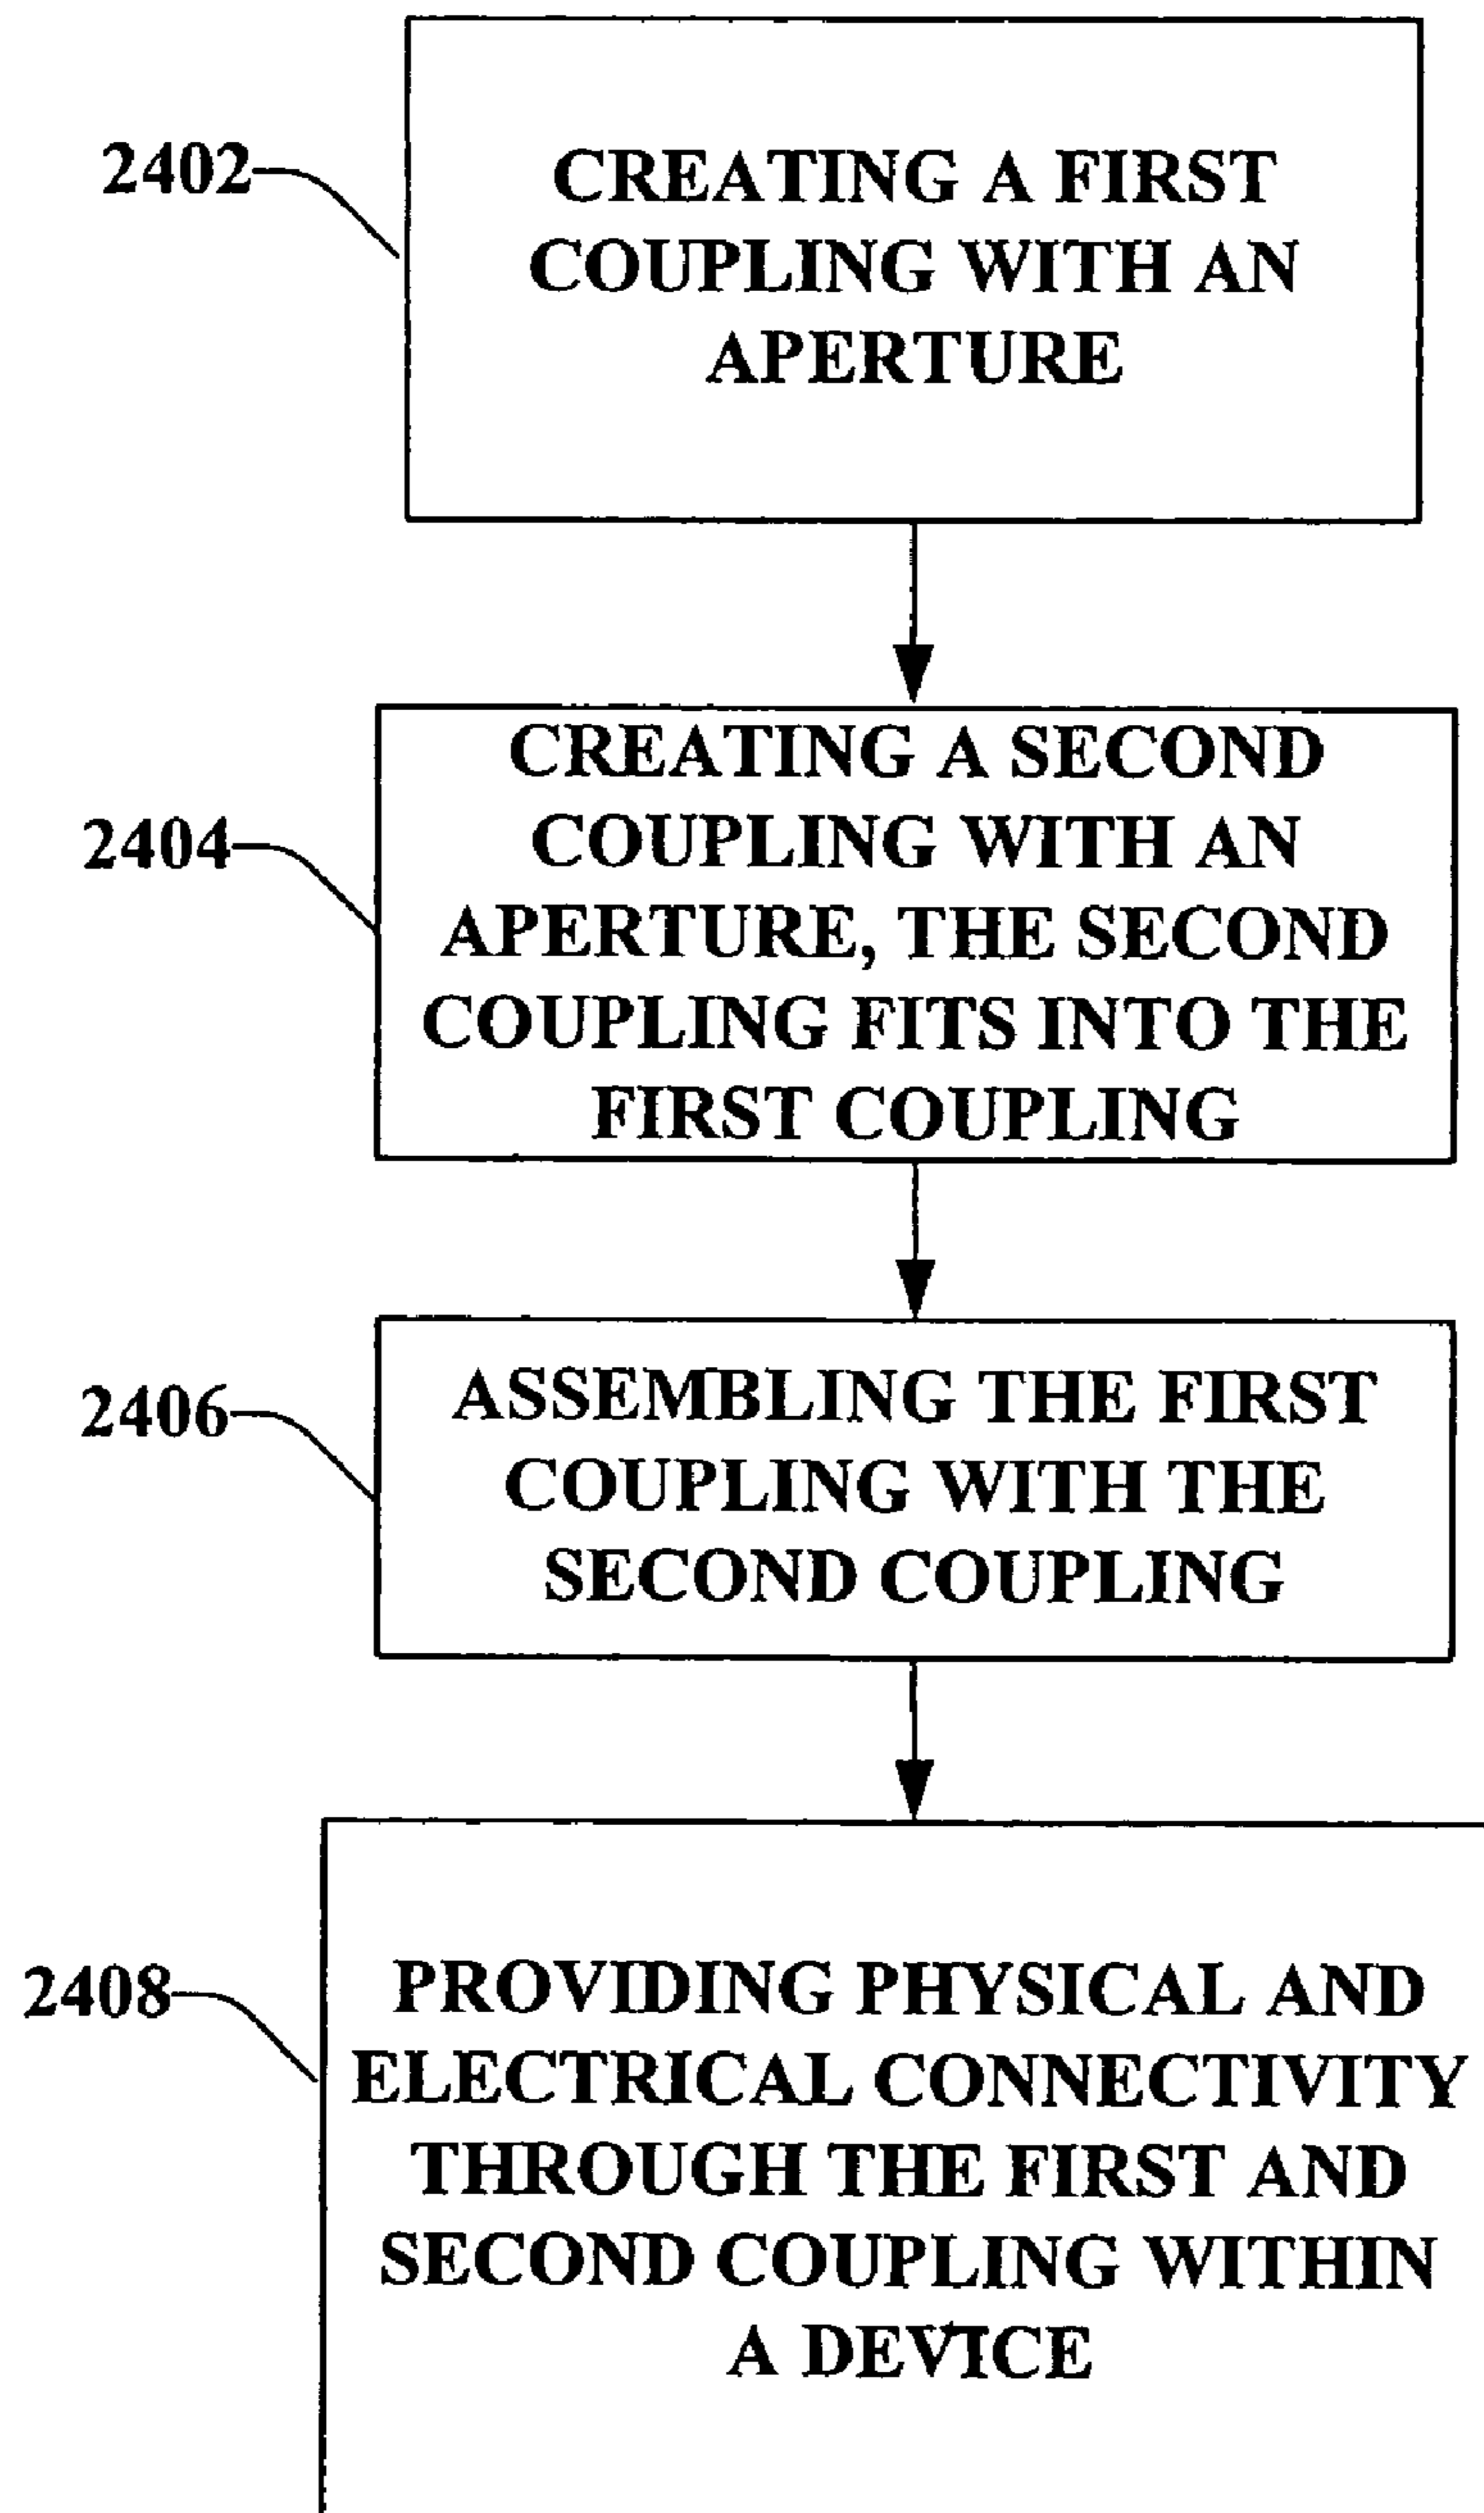 2402
CREATING A FIRST
COUPLING WITH AN
APERTURE
2404
CREATING A SECOND
COUPLING WITH AN
APERTURE, THE SECOND
COUPLING FITS INTO THE
FIRST COUPLING
2406
ASSEMBLING THE FIRST
COUPLING WITH THE
SECOND COUPLING
2408
PROVIDING PHYSICAL AND
ELECTRICAL CONNECTIVITY
THROUGH THE FIRST AND
SECOND COUPLING WITHIN
A DEVICE